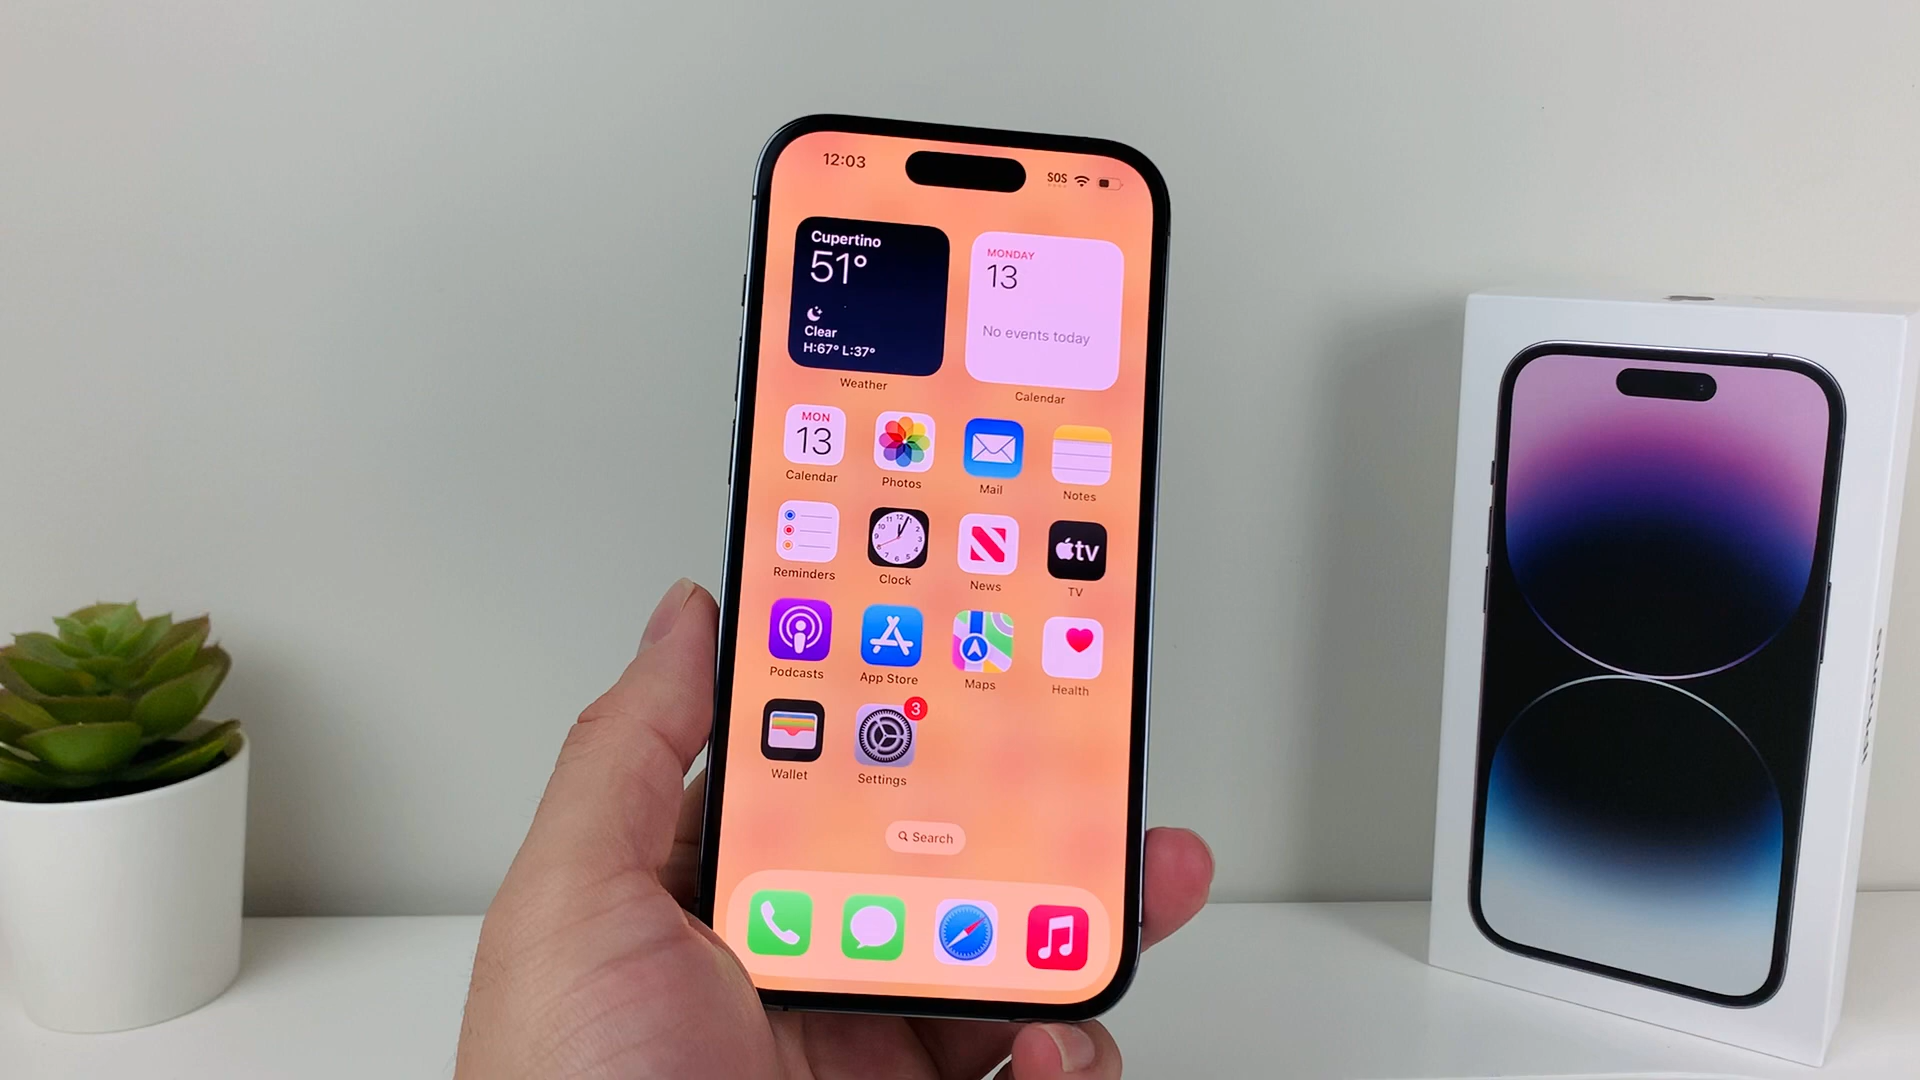 12:03
SOS
Cupertino
51°
Clear
H:67° L:37°
Weather
MONDAY
13
No events today
Calendar
MON
13
Calendar
Photos
Mail
Notes
Reminders
Clock
News
tv
TV
Podcasts
App Store
Maps
Health
Wallet
3
Settings
Search
iPhone